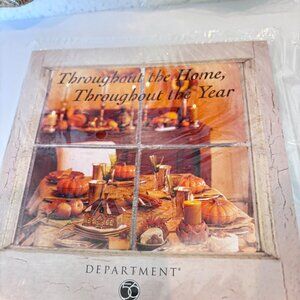 Throughout the Home,
Throughout the Year
DEPARTMENT®
56